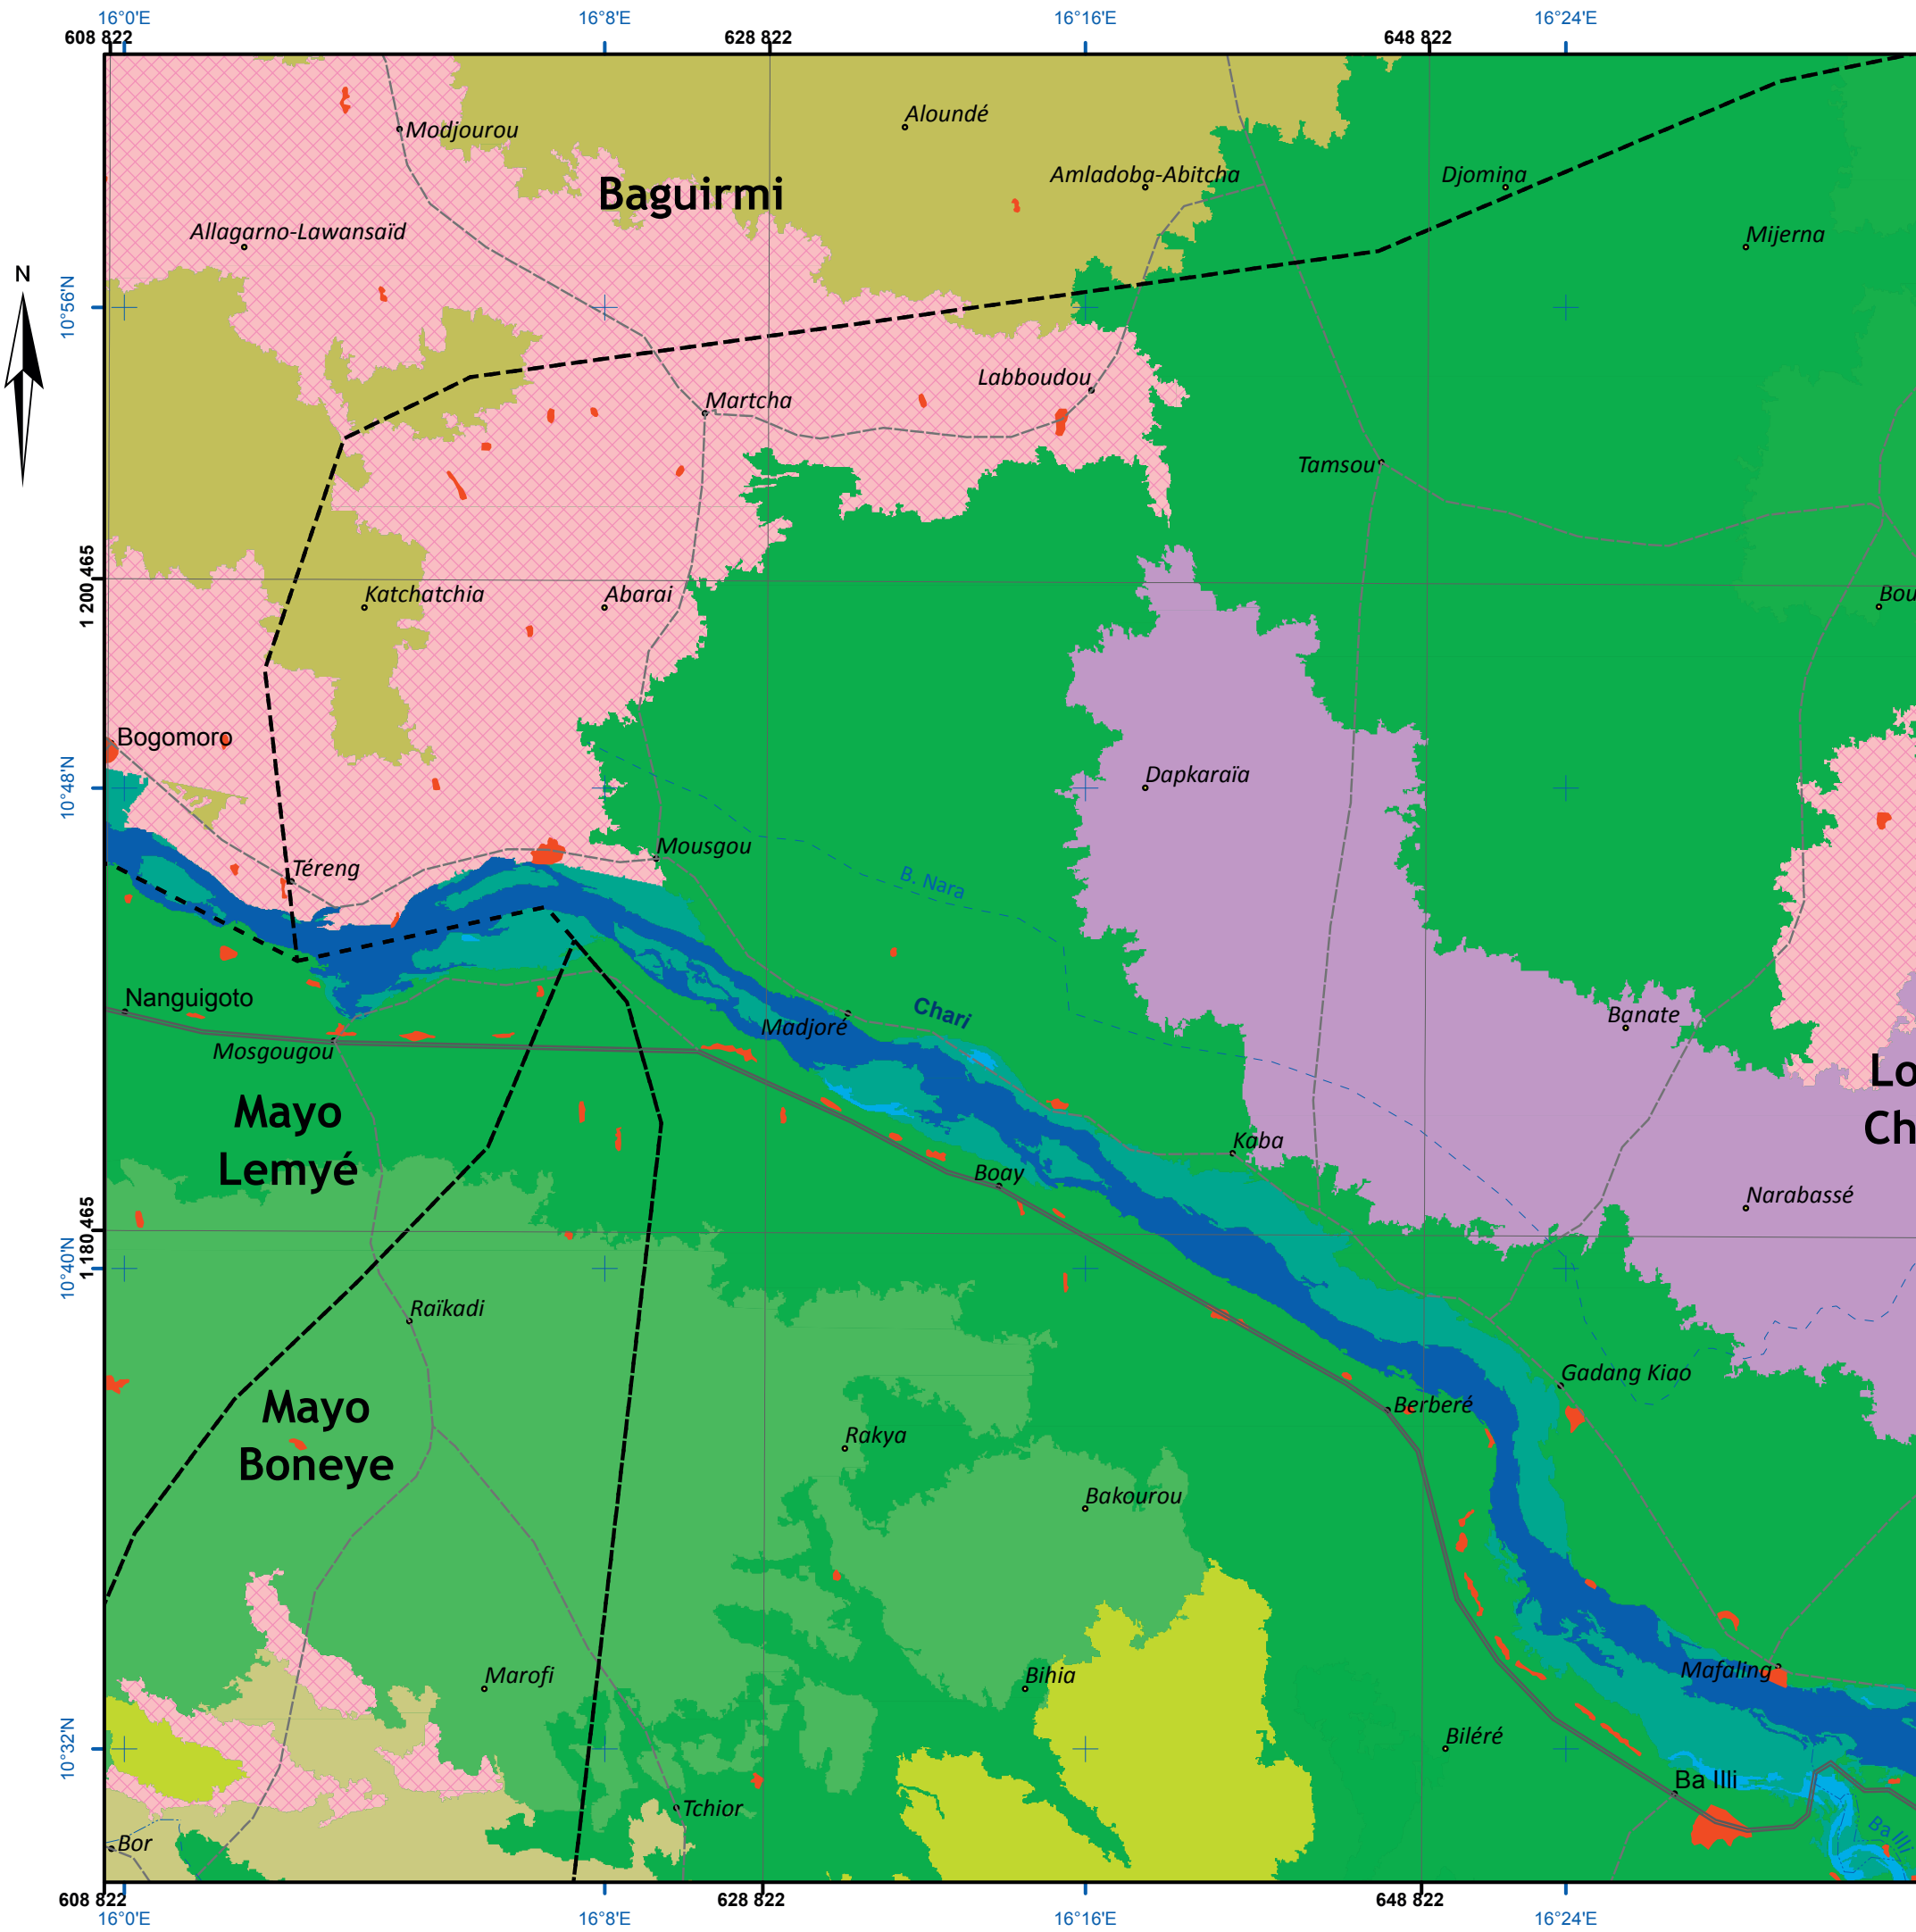 16°0'E 16°8'E 16°16'E 16°24'E
608 822 628 822 648 822
Aloundé
Modjourou
Amladoba-Abitcha Djomina
Baguirmi
Allagarno-Lawansaïd Mijerna
N
10°56'N
Labboudou
Martcha
Tamsou
1 200 465
Katchatchia Abarai Bou
Bogomoro
10°48'N
Dapkaraïa
Mousgou
Téreng
B. Nara
Nanguigoto
Chari
Banate
Madjoré
Mosgougou
Lo
Mayo
Lemyé
Ch
Kaba
Boay
Narabassé
1 180 465
10°40'N
Raïkadi
Gadang Kiao
Mayo
Boneye
Berberé
Rakya
Bakourou
Mafaling
Marofi Bihia
10°32'N
Biléré
Ba Illi
Tchior
Ba Illi
Bor
608 822 628 822 648 822
16°0'E 16°8'E 16°16'E 16°24'E